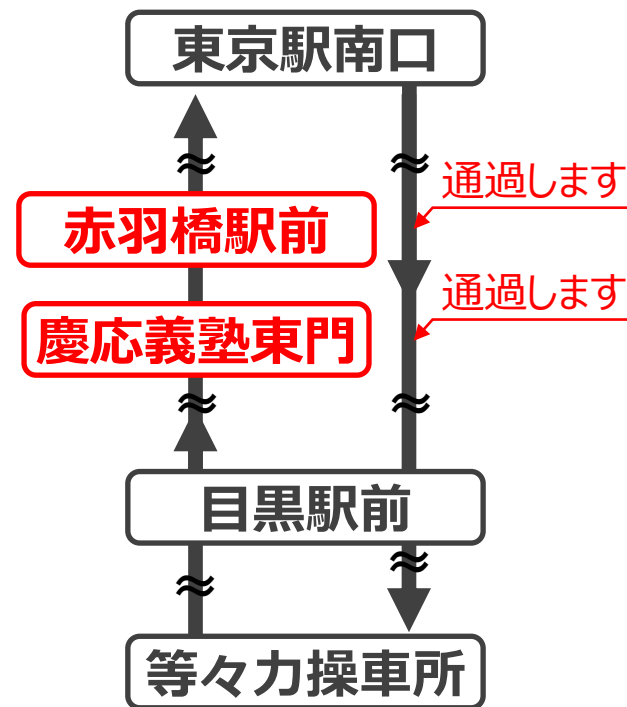 東京駅南口
通過します
赤羽橋駅前
通過します
慶応義塾東門
目黒駅前
等々力操車所